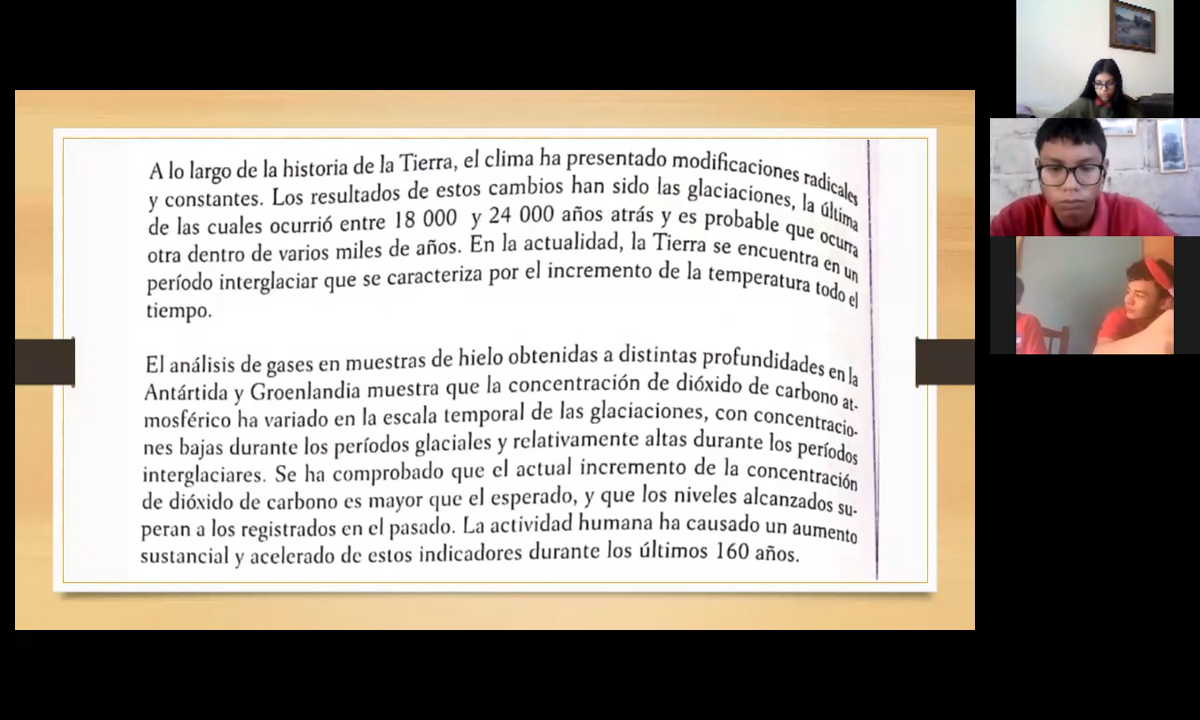 A lo largo de la historia de la Tierra, el clima ha presentado modificaciones radicales
y constantes. Los resultados de estos cambios han sido las glaciaciones, la última
de las cuales ocurrió entre 18 000 y 24 000 años atrás y es probable que ocurra
otra dentro de varios miles de años. En la actualidad, la Tierra se encuentra en un
período interglaciar que se caracteriza por el incremento de la temperatura todo el
tiempo.
El análisis de gases en muestras de hielo obtenidas a distintas profundidades en la
Antártida y Groenlandia muestra que la concentración de dióxido de carbono at-
mosférico ha variado en la escala temporal de las glaciaciones, con concentracio-
nes bajas durante los períodos glaciales y relativamente altas durante los períodos
interglaciares. Se ha comprobado que el actual incremento de la concentración
de dióxido de carbono es mayor que el esperado, y que los niveles alcanzados su-
peran a los registrados en el pasado. La actividad humana ha causado un aumento
sustancial y acelerado de estos indicadores durante los últimos 160 años.